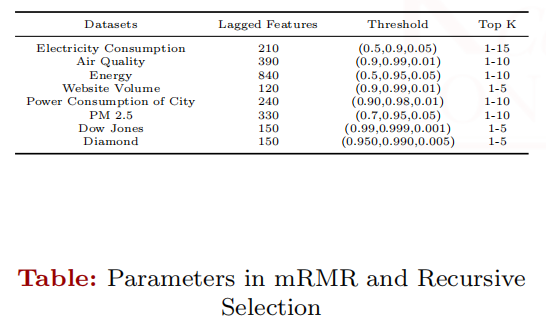 Datasets Lagged Features Threshold Top K
Electricity Consumption 210 (0.5,0.9,0.05) 1-15
Air Quality 390 (0.9,0.99,0.01) 1-10
Energy 840 (0.5,0.95,0.05) 1-10
Website Volume 120 (0.9,0.99,0.01) 1-5
Power Consumption of City 240 (0.90,0.98,0.01) 1-10
PM 2.5 330 (0.7,0.95,0.05) 1-10
Dow Jones 150 (0.99,0.999,0.001) 1-5
Diamond 150 (0.950,0.990,0.005) 1-5
Table: Parameters in mRMR and Recursive
Selection